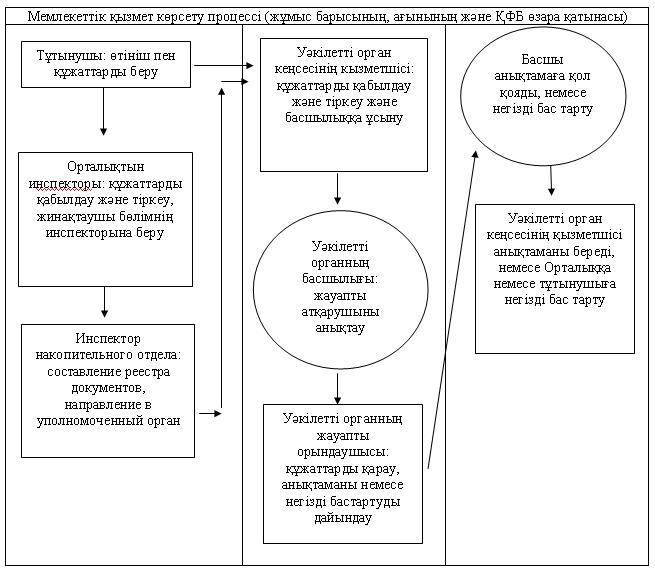 Мемлекеттік қызмет көрсету процессі (жұмыс барысының, ағынының және ҚФБ өзара қатынасы)
Тұтынушы: өтініш пен
құжаттарды беру
Орталықтын
инспекторы: құжаттарды
қабылдау және тіркеу,
жинақтаушы бөлімнің
инспекторына беру
Инспектор
накопительного отдела:
составление реестра
документов,
направление в
уполномоченный орган
Уәкілетті орган
кеңсесінің кызметшісі:
құжаттарды қабылдау
және тіркеу және
басшылыққа ұсыну
Уәкілетті
органның
басшылығы:
жауапты
атқарушыны
анықтау
Уәкілетті органның
жауапты
орындаушысы:
құжаттарды қарау,
анықтаманы немесе
негізді бастартуды
дайындау
Басшы
анықтамаға қол
қояды, немесе
негізді бас тарту
Уәкілетті орган
кеңсесінің қызметшісі
анықтаманы береді,
немесе Орталыққа
немесе тұтынушыға
негізді бас тарту